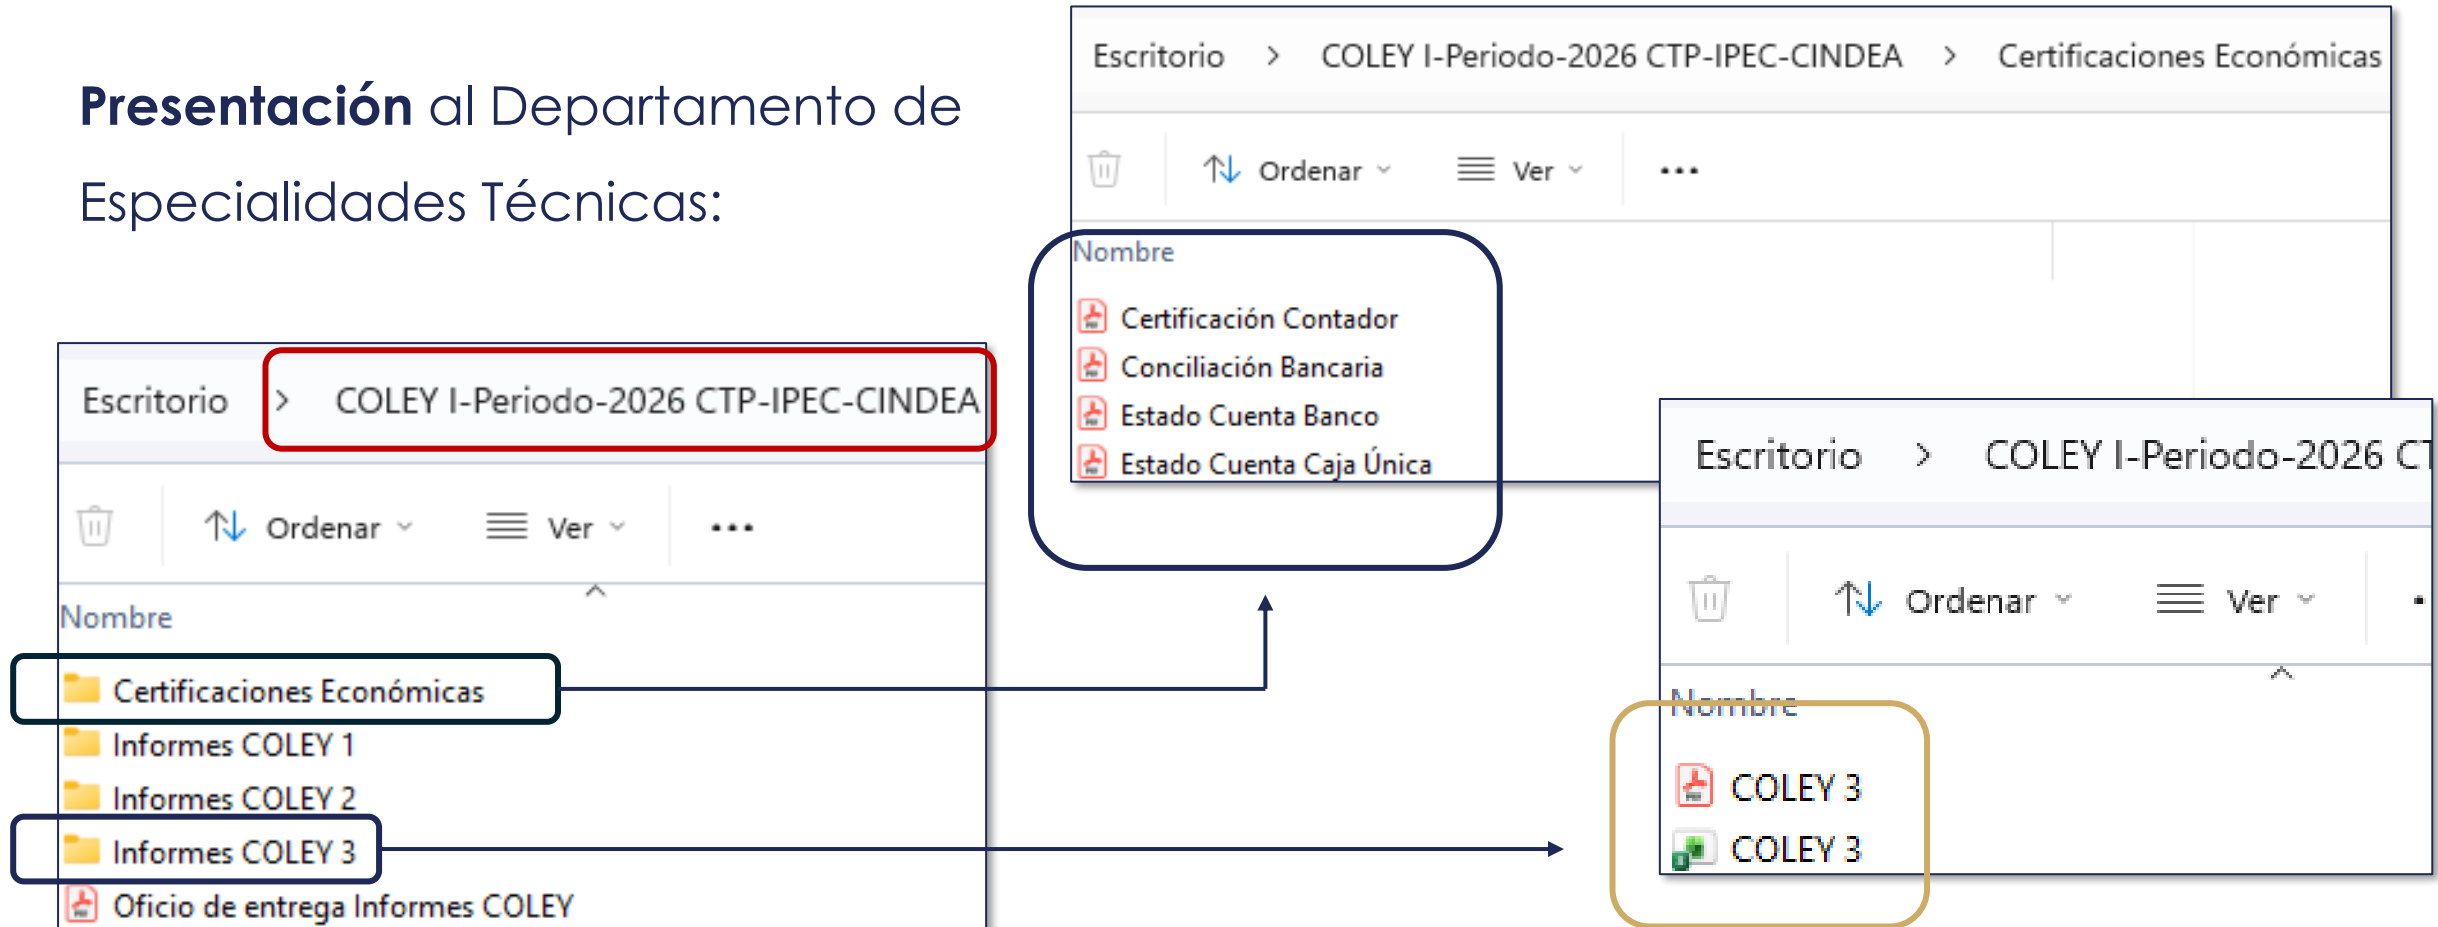 Presentación al Departamento de
Especialidades Técnicas:
Escritorio > COLEY I-Periodo-2026 CTP-IPEC-CINDEA > Certificaciones Económicas
Ordenar Ver ...
Nombre
Certificación Contador
Conciliación Bancaria
Estado Cuenta Banco
Estado Cuenta Caja Única
Escritorio > COLEY I-Periodo-2026 CTP-IPEC-CINDEA
Ordenar Ver ...
Nombre
Certificaciones Económicas
Informes COLEY 1
Informes COLEY 2
Informes COLEY 3
Oficio de entrega Informes COLEY
Escritorio > COLEY I-Periodo-2026 CT
Ordenar Ver
Nombre
COLEY 3
COLEY 3